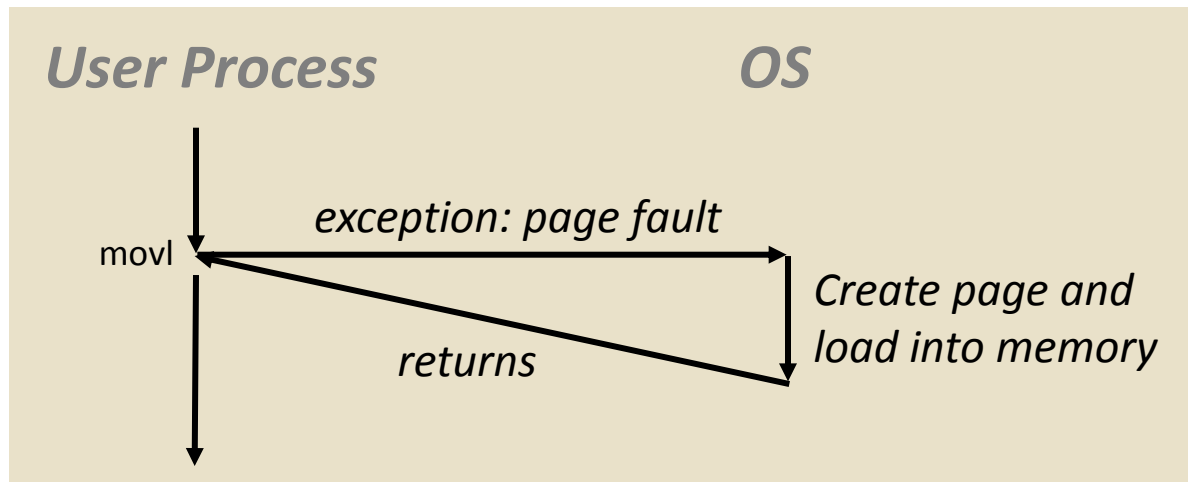 User Process
OS
exception: page fault
movl
Create page and
load into memory
returns